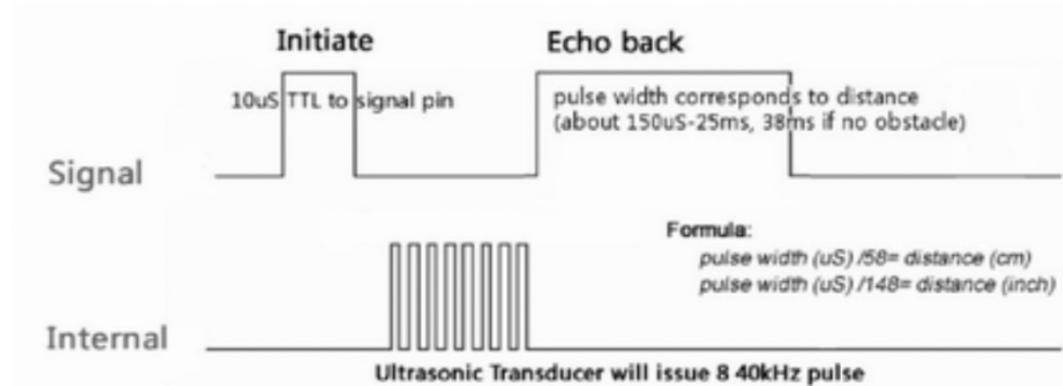 Initiate
Echo back
10uS TTL to signal pin
pulse width corresponds to distance
(about 150uS-25ms, 38ms if no obstacle)
Signal
Formula:
pulse width (uS) /58= distance (cm)
pulse width (uS) /148= distance (inch)
Internal
Ultrasonic Transducer will issue 8 40kHz pulse